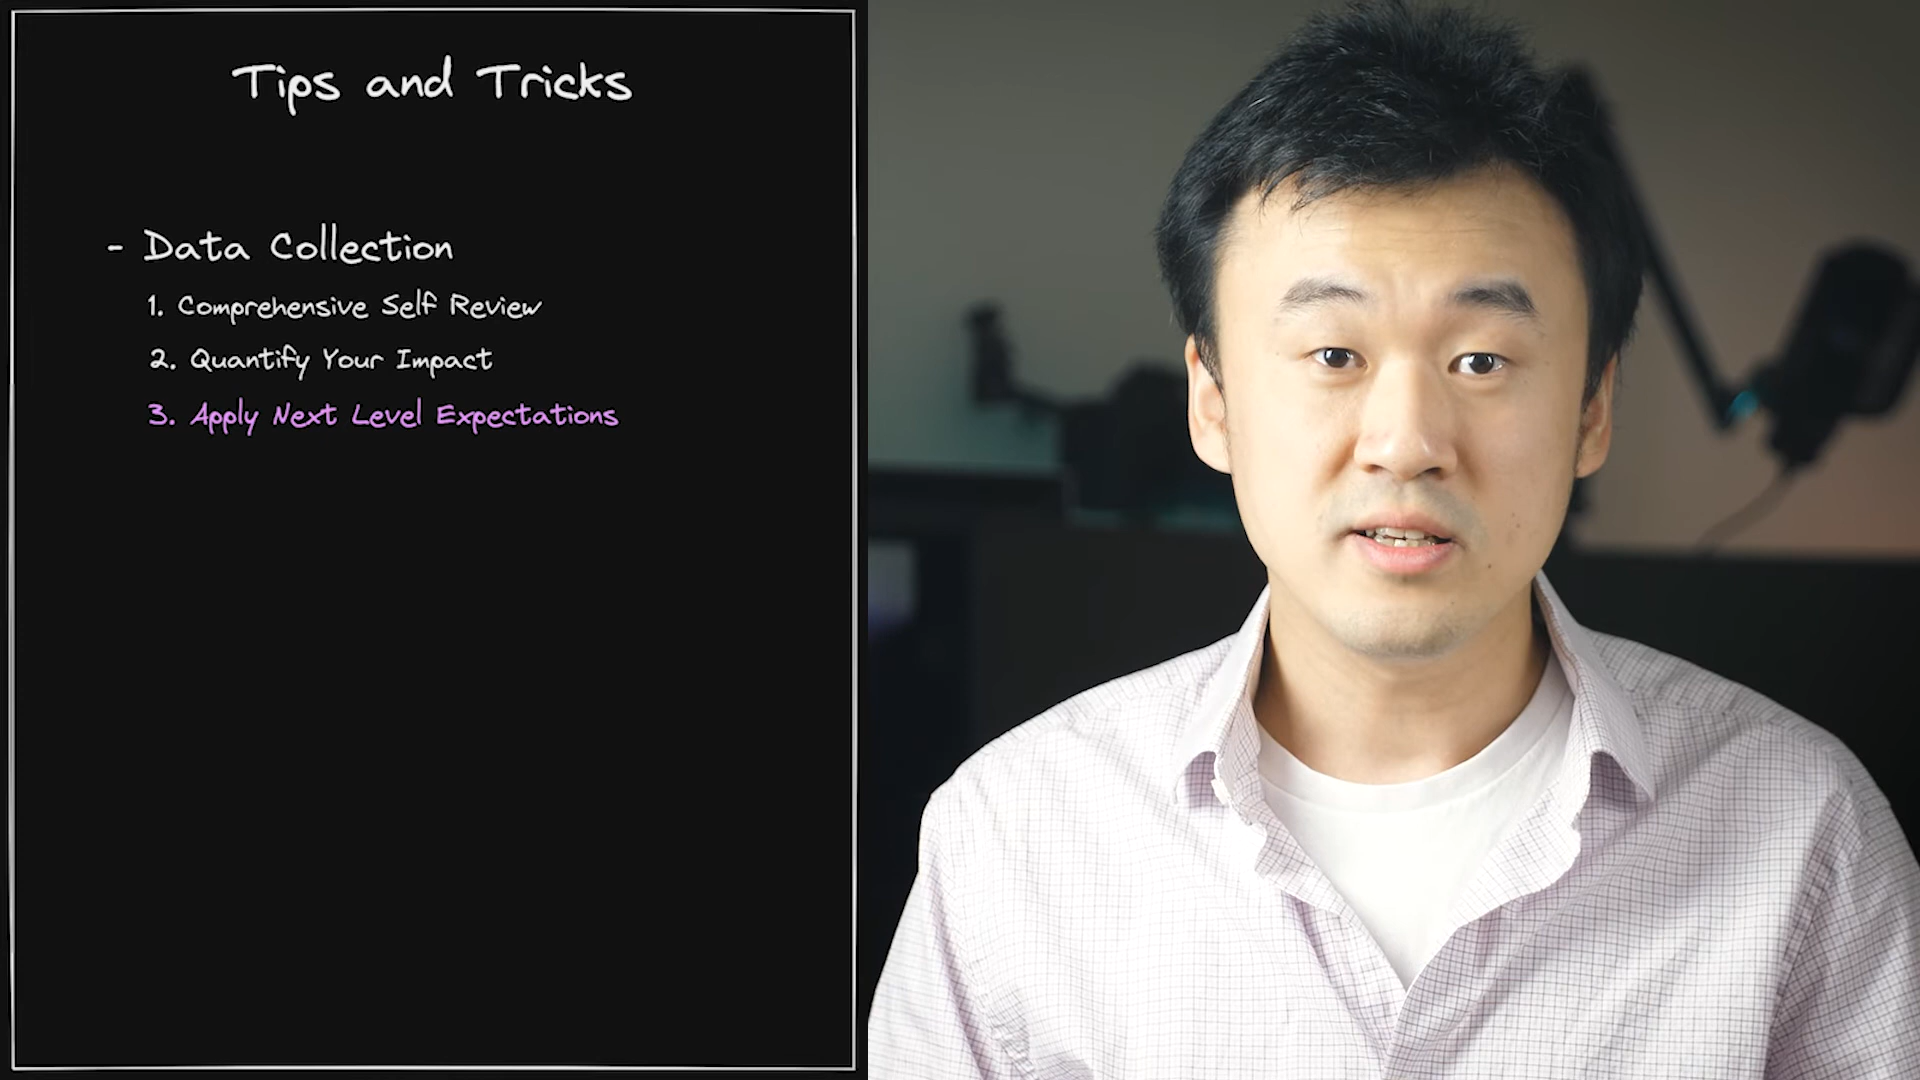 Tips and Tricks
- Data Collection
1. Comprehensive Self Review
2. Quantify Your Impact
3. Apply Next Level Expectations